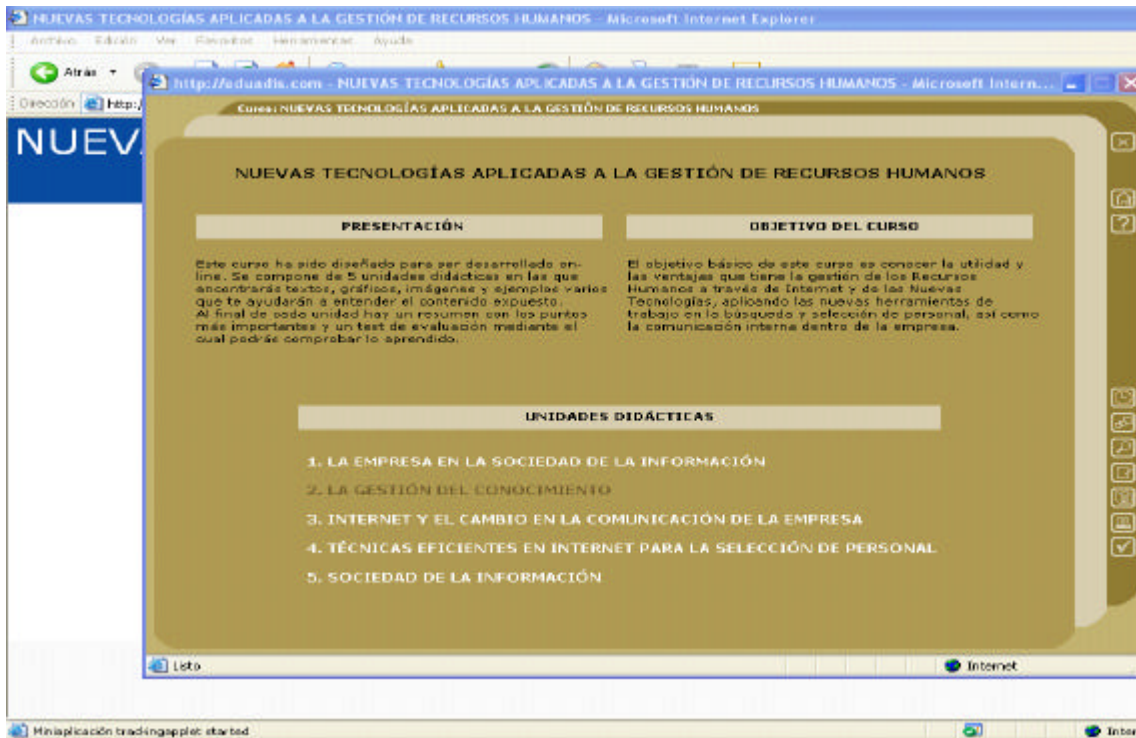 NUEVAS TECNOLOGÍAS APLICADAS A LA GESTIÓN DE RECURSOS HUMANOS - Microsoft Internet Explorer
Archivo Edición Ver Favoritos Herramientas Ayuda
Atrás
Dirección http:/
NUEV
http://eduadis.com - NUEVAS TECNOLOGÍAS APLICADAS A LA GESTIÓN DE RECURSOS HUMANOS - Microsoft Intern...
Curso: NUEVAS TECNOLOGÍAS APLICADAS A LA GESTIÓN DE RECURSOS HUMANOS
NUEVAS TECNOLOGÍAS APLICADAS A LA GESTIÓN DE RECURSOS HUMANOS
PRESENTACIÓN
Este curso ha sido diseñado para ser desarrollado on-
line. Se compone de 5 unidades didácticas en las que
encontrarás textos, gráficos, imágenes y ejemplos varios
que te ayudarán a entender el contenido expuesto.
Al final de cada unidad hay un resumen con los puntos
más importantes y un test de evaluación mediante el
cual podrás comprobar lo aprendido.
OBJETIVO DEL CURSO
El objetivo básico de este curso es conocer la utilidad y
las ventajas que tiene la gestión de los Recursos
Humanos a través de Internet y de las Nuevas
Tecnologías, aplicando las nuevas herramientas de
trabajo en la búsqueda y selección de personal, así como
la comunicación interna dentro de la empresa.
UNIDADES DIDÁCTICAS
1. LA EMPRESA EN LA SOCIEDAD DE LA INFORMACIÓN
2. LA GESTIÓN DEL CONOCIMIENTO
3. INTERNET Y EL CAMBIO EN LA COMUNICACIÓN DE LA EMPRESA
4. TÉCNICAS EFICIENTES EN INTERNET PARA LA SELECCIÓN DE PERSONAL
5. SOCIEDAD DE LA INFORMACIÓN
Listo
Internet
Miniaplicación trackingapplet started
Inter